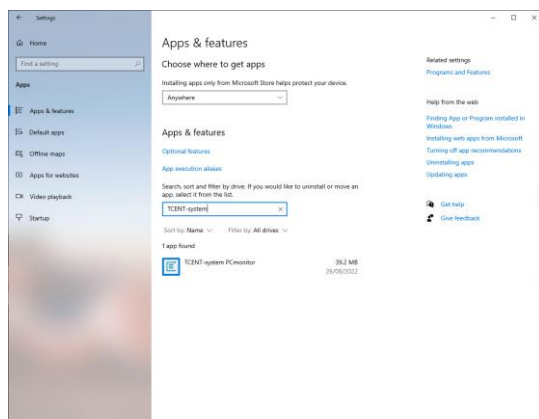 Settings
Home
Find a setting
Apps
Apps & features
Default apps
Offline maps
Apps for websites
Video playback
Startup
Apps & features
Choose where to get apps
Installing apps only from Microsoft Store helps protect your device.
Anywhere
Apps & features
Optional features
App execution aliases
Search, sort and filter by drive. If you would like to uninstall or move an
app, select it from the list.
TCENT-system
Sort by: Name
Filter by: All drives
1 app found
TCENT-system PCmonitor
39.2 MB
26/08/2022
Related settings
Programs and Features
Help from the web
Finding App or Program installed in
Windows
Installing web apps from Microsoft
Turning off app recommendations
Uninstalling apps
Updating apps
Get help
Give feedback